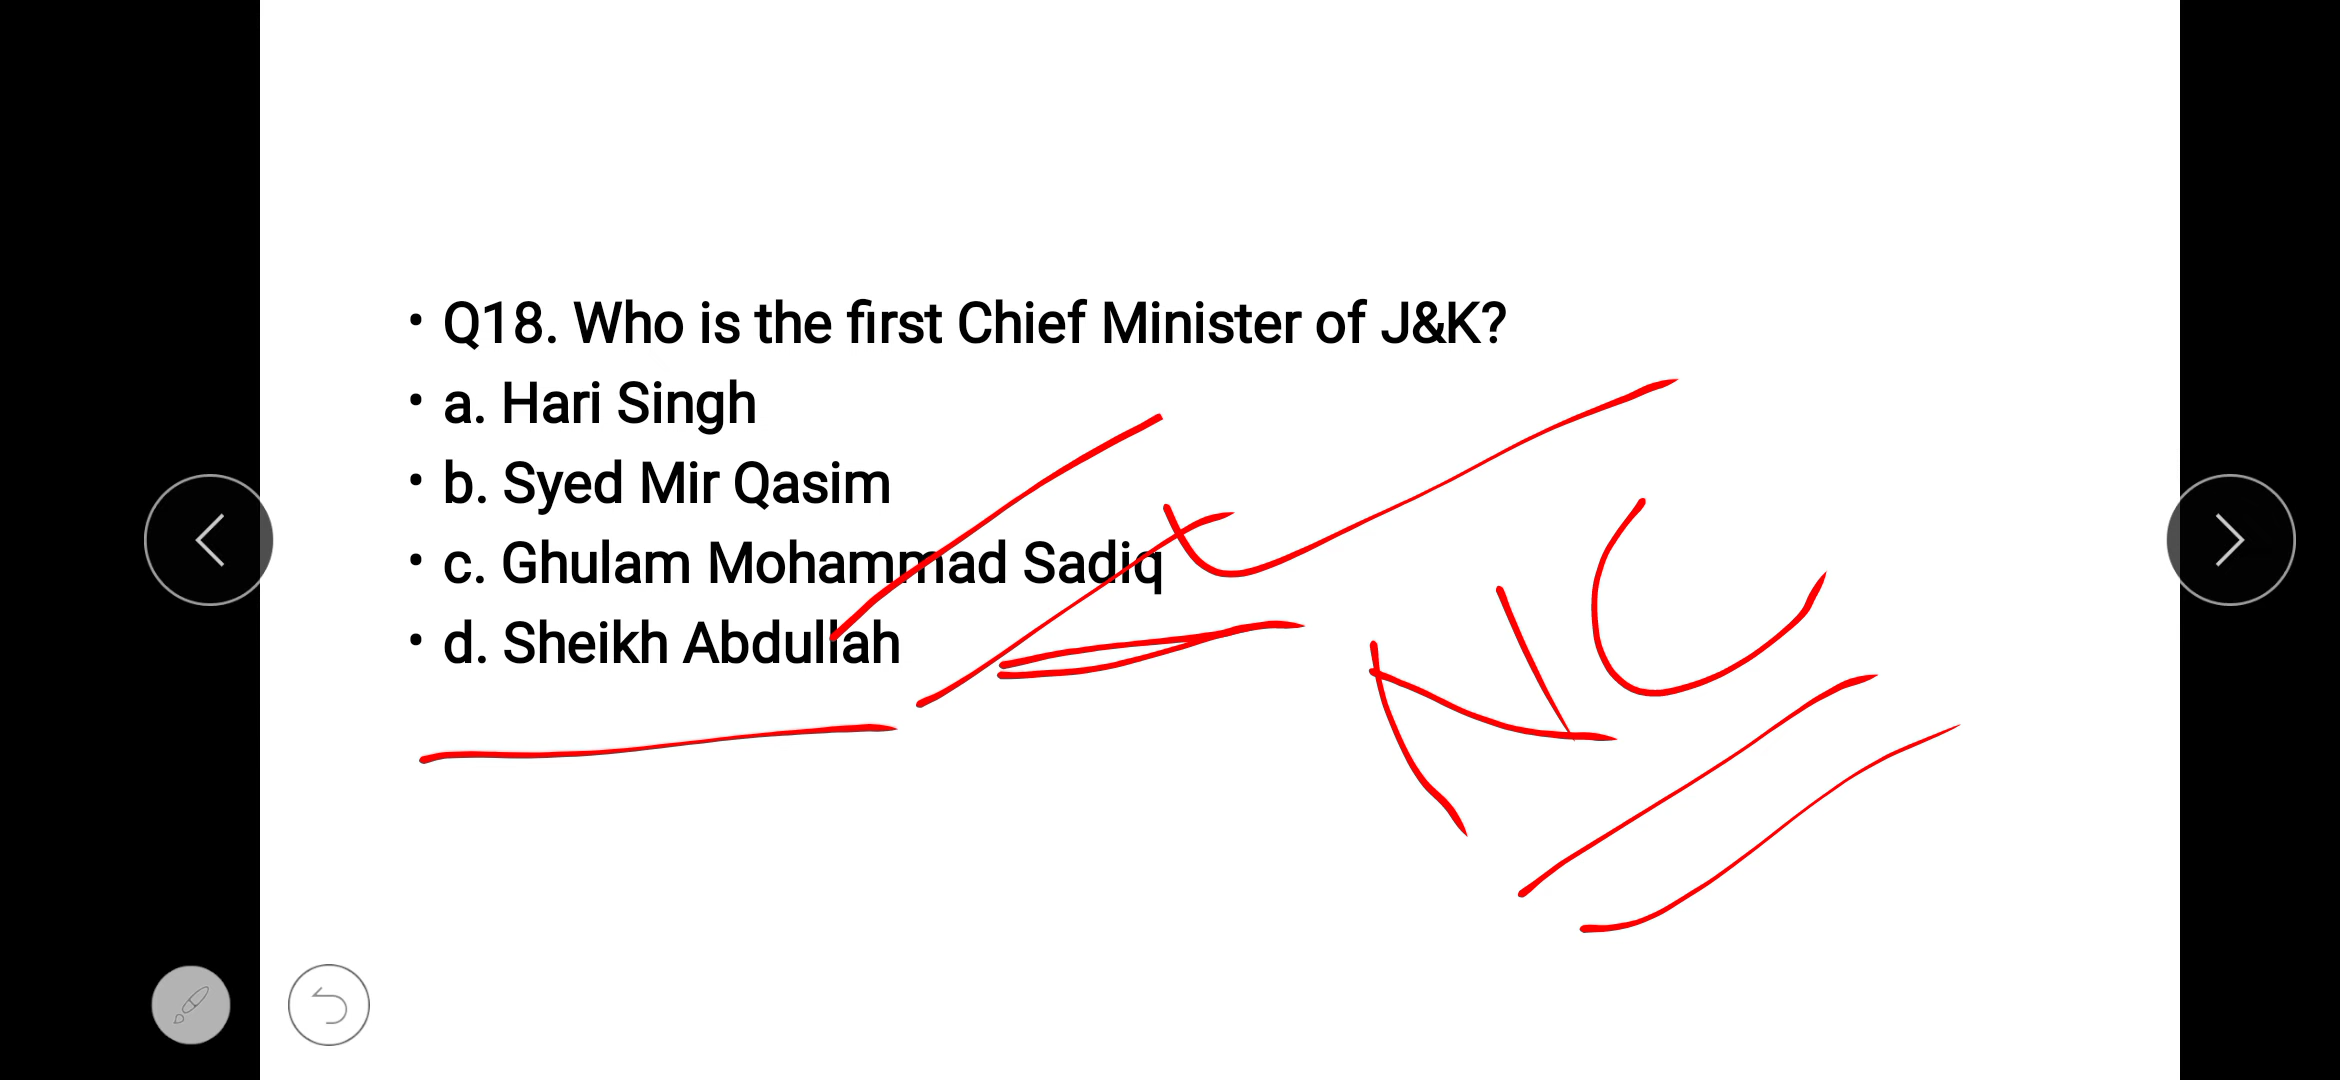 • Q18. Who is the first Chief Minister of J&K?
• a. Hari Singh
• b. Syed Mir Qasim
• c. Ghulam Mohammad Sadiq
• d. Sheikh Abdullah
NC